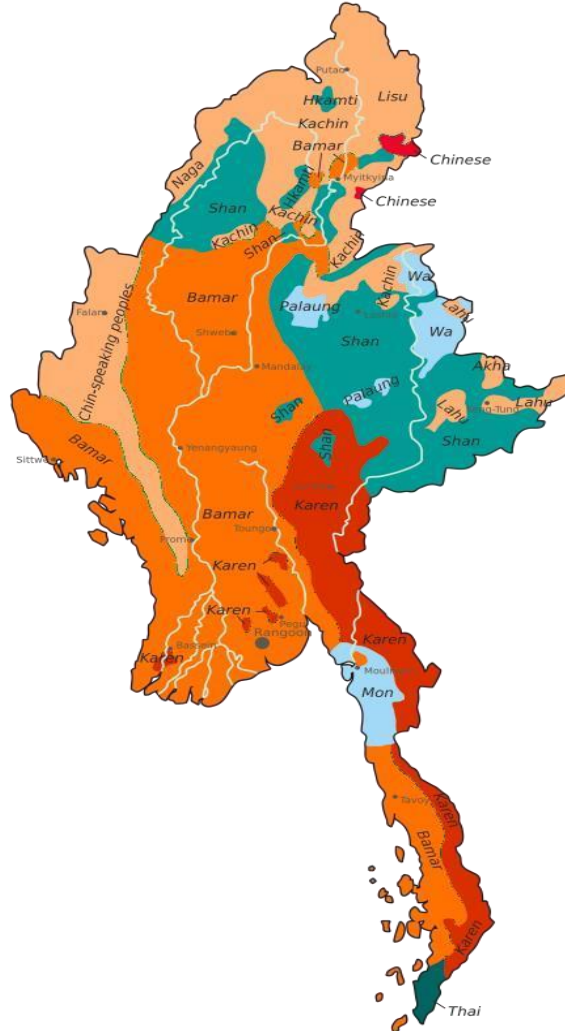 Putao
Hkamti
Lisu
Kachin
Bamar
Chinese
Naga
Myitkyina
Hkamti
Chinese
Shan
Kachin
Kachin
Shan
Kachin
Wa
Kachin
Bamar
Palaung
Lahu
Falam
Chin-speaking peoples
Shwebo
Shan
Wa
Mandalay
Akha
Palaung
Lahu
Lahu
Shan
Shan
Bamar
Shan
Sittwe
Yenangyaung
Karen
Bamar
Toungoo
Prome
Karen
Karen
Pegu
Rangoon
Karen
Bassein
Karen
Mon
Tavoy
Karen
Bamar
Karen
Thai